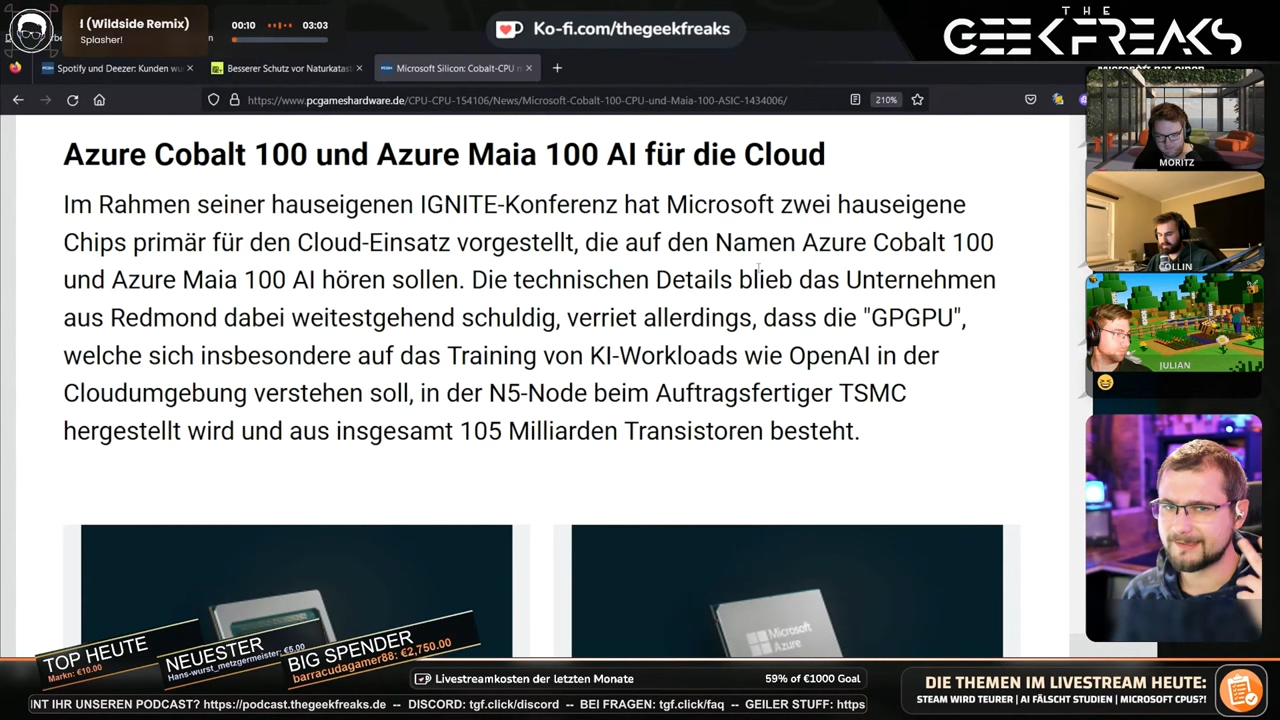 I (Wildside Remix)
Splasher!
00:10
03:03
Ko-fi.com/thegeekfreaks
THE
GEEKFREAKS
Spotify und Deezer: Kunden wu
Besserer Schutz vor Naturkatast
Microsoft Silicon: Cobalt-CPU m
https://www.pcgameshardware.de/CPU-CPU-154106/News/Microsoft-Cobalt-100-CPU-und-Maia-100-ASIC-1434006/
210%
Azure Cobalt 100 und Azure Maia 100 AI für die Cloud
Im Rahmen seiner hauseigenen IGNITE-Konferenz hat Microsoft zwei hauseigene
Chips primär für den Cloud-Einsatz vorgestellt, die auf den Namen Azure Cobalt 100
und Azure Maia 100 AI hören sollen. Die technischen Details blieb das Unternehmen
aus Redmond dabei weitestgehend schuldig, verriet allerdings, dass die "GPGPU",
welche sich insbesondere auf das Training von KI-Workloads wie OpenAI in der
Cloudumgebung verstehen soll, in der N5-Node beim Auftragsfertiger TSMC
hergestellt wird und aus insgesamt 105 Milliarden Transistoren besteht.
MORITZ
COLLIN
JULIAN
Microsoft
Azure
TOP HEUTE
Markn: €10.00
NEUESTER
Hans-wurst_metzgermeister: €5.00
BIG SPENDER
barracudagamer88: €2,750.00
Livestreamkosten der letzten Monate
59% of €1000 Goal
DIE THEMEN IM LIVESTREAM HEUTE:
STEAM WIRD TEURER | AI FÄLSCHT STUDIEN | MICROSOFT CPUS?!
INT IHR UNSEREN PODCAST? https://podcast.thegeekfreaks.de -- DISCORD: tgf.click/discord -- BEI FRAGEN: tgf.click/faq -- GEILER STUFF: https